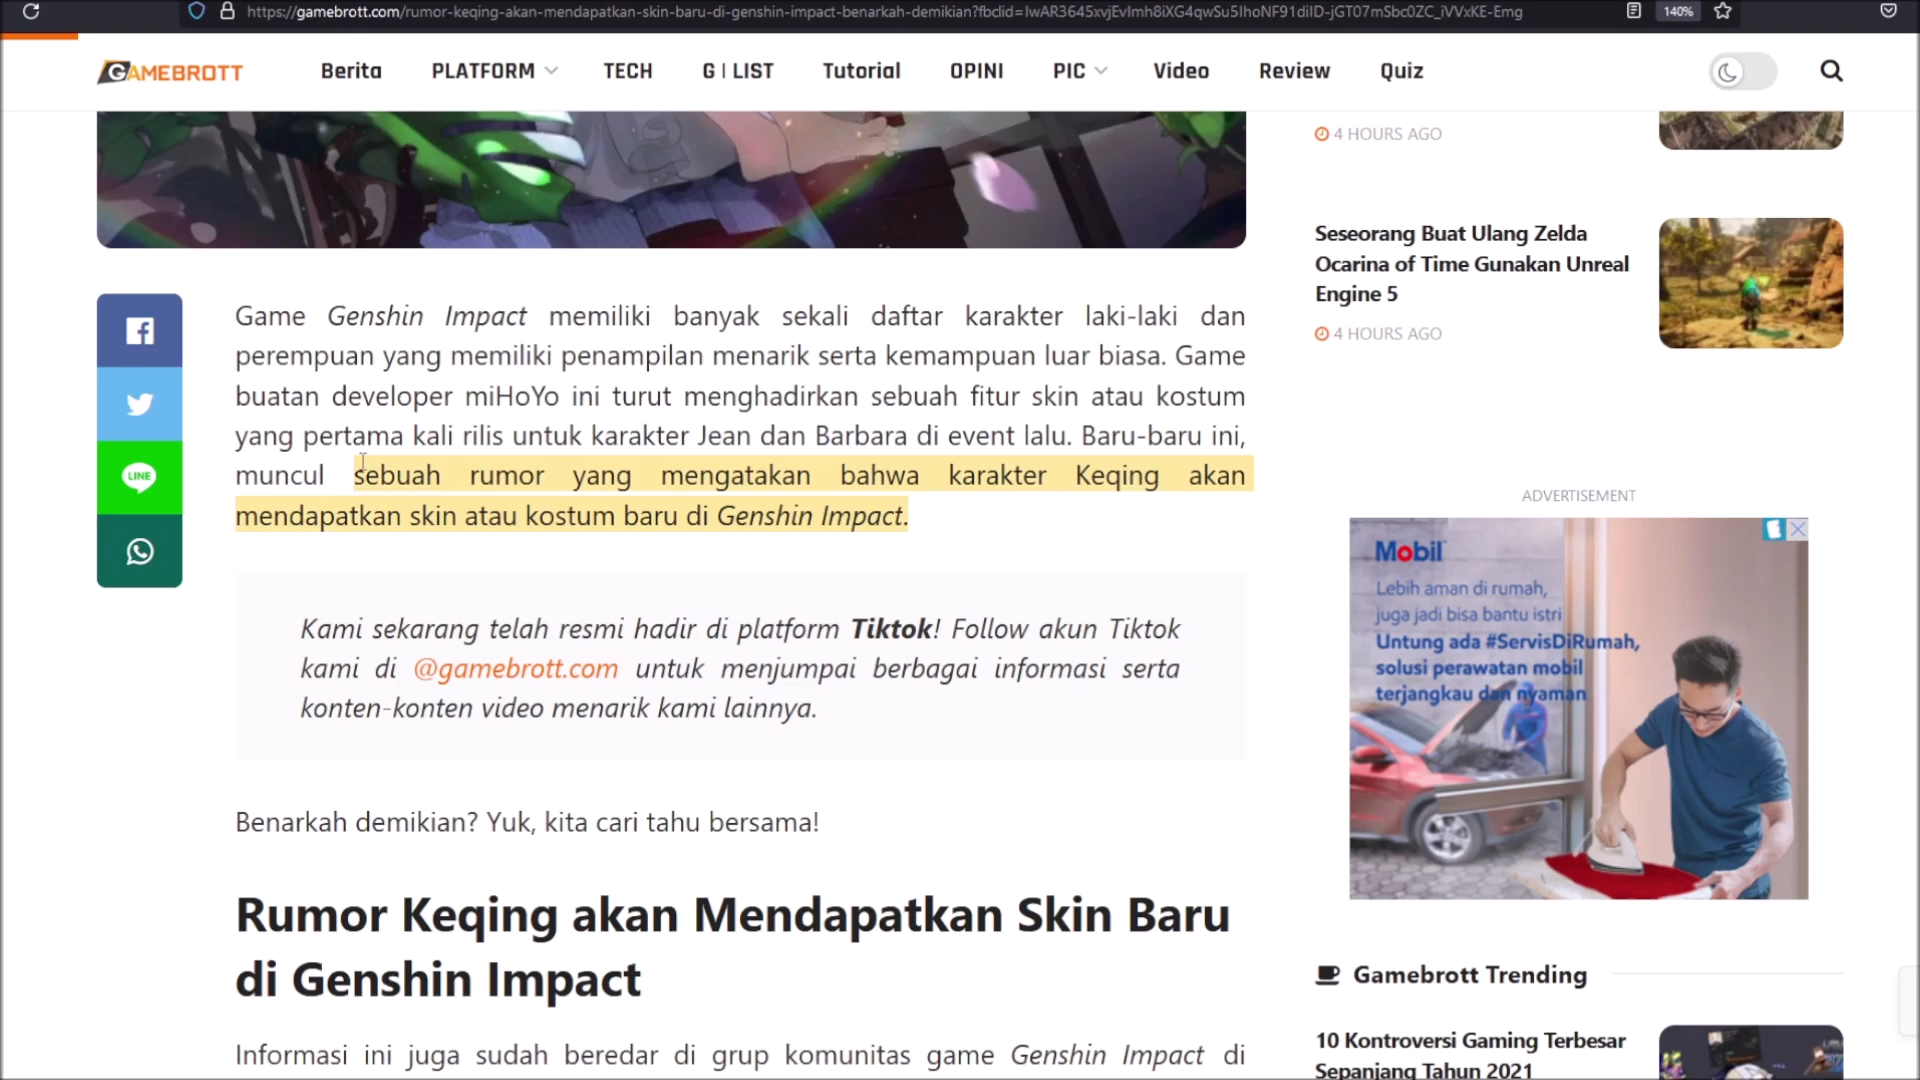 https://gamebrott.com/rumor-keqing-akan-mendapatkan-skin-baru-di-genshin-impact-benarkah-demikian?fbclid=IwAR3645xvjEvImh8iXG4qwSu5IhoNF91diID-jGT07mSbc0ZC_iVVxKE-Emg
140%
GAMEBROTT
Berita
PLATFORM
TECH
G | LIST
Tutorial
OPINI
PIC
Video
Review
Quiz
Game Genshin Impact memiliki banyak sekali daftar karakter laki-laki dan
perempuan yang memiliki penampilan menarik serta kemampuan luar biasa. Game
buatan developer miHoYo ini turut menghadirkan sebuah fitur skin atau kostum
yang pertama kali rilis untuk karakter Jean dan Barbara di event lalu. Baru-baru ini,
muncul sebuah rumor yang mengatakan bahwa karakter Keqing akan
mendapatkan skin atau kostum baru di Genshin Impact.
LINE
Kami sekarang telah resmi hadir di platform Tiktok! Follow akun Tiktok
kami di @gamebrott.com untuk menjumpai berbagai informasi serta
konten-konten video menarik kami lainnya.
Benarkah demikian? Yuk, kita cari tahu bersama!
Rumor Keqing akan Mendapatkan Skin Baru
di Genshin Impact
Informasi ini juga sudah beredar di grup komunitas game Genshin Impact di
4 HOURS AGO
Seseorang Buat Ulang Zelda
Ocarina of Time Gunakan Unreal
Engine 5
4 HOURS AGO
ADVERTISEMENT
Mobil
Lebih aman di rumah,
juga jadi bisa bantu istri
Untung ada #ServisDiRumah,
solusi perawatan mobil
terjangkau dan nyaman
Gamebrott Trending
10 Kontroversi Gaming Terbesar
Sepanjang Tahun 2021